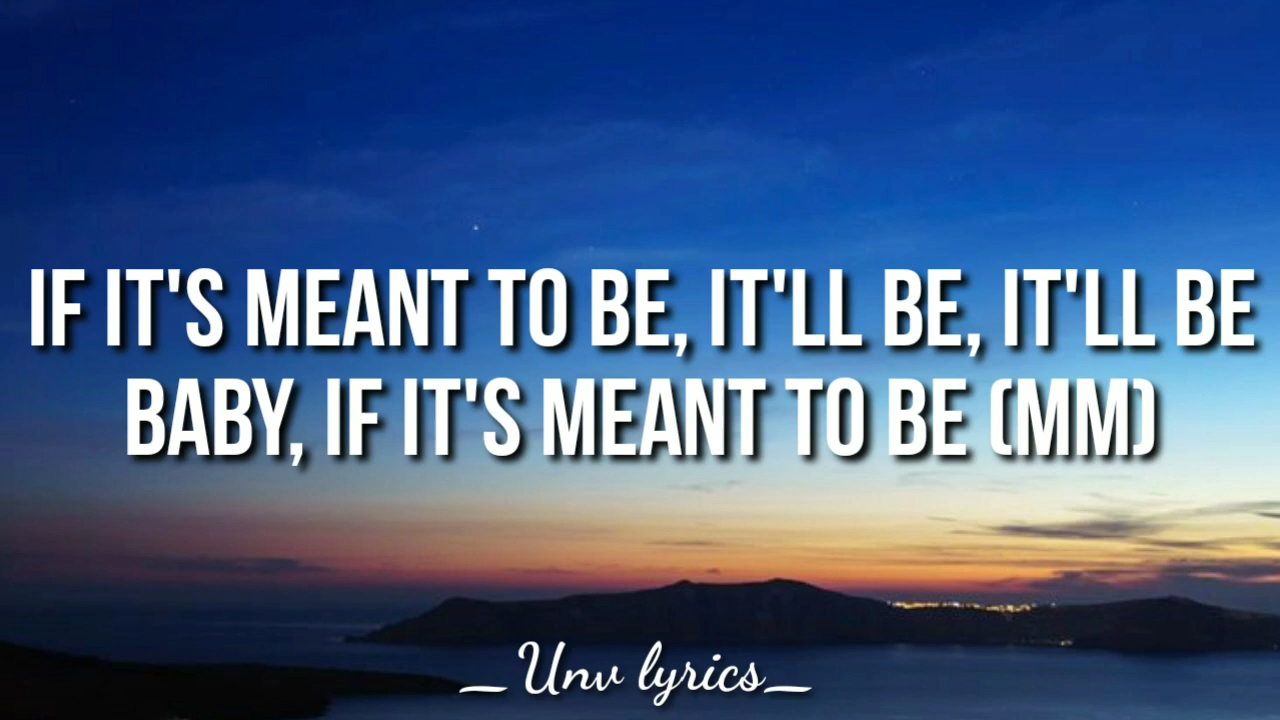 IF IT'S MEANT TO BE, IT'LL BE, IT'LL BE
BABY, IF IT'S MEANT TO BE (MM)
_Unv lyrics_